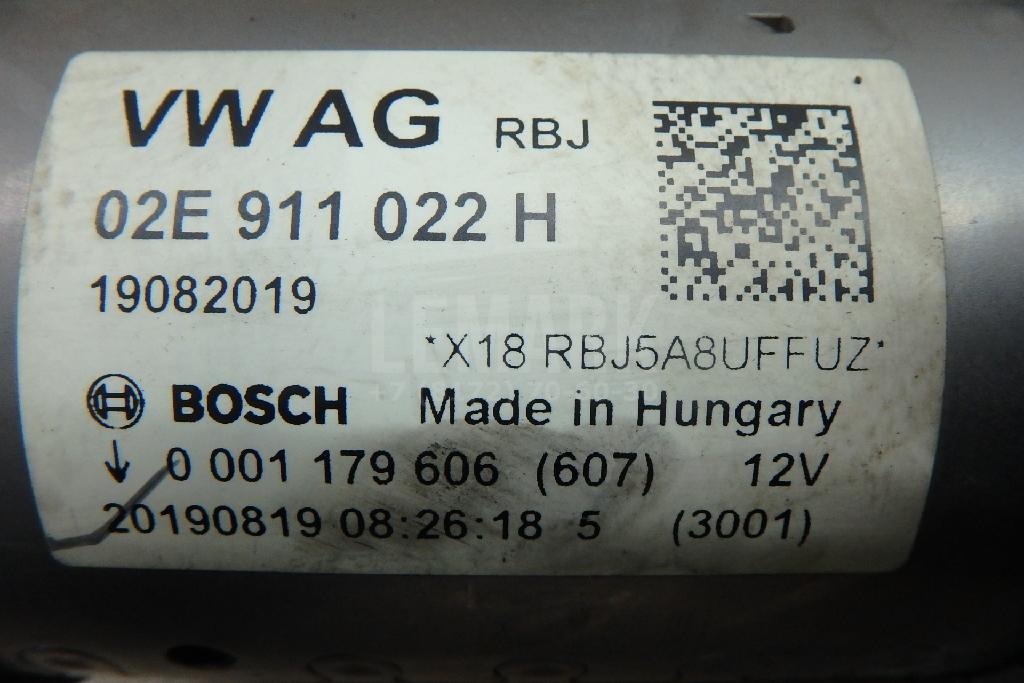 VW AG RBJ
02E 911 022 H
19082019
LEMARK
*X18 RBJ5A8UFFUZ*
BOSCH Made in Hungary
↓ 0 001 179 606 (607) 12V
20190819 08:26:18 5 (3001)